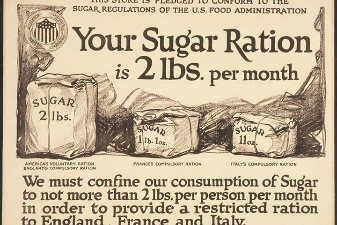 THIS STORE IS PLEDGED TO CONFORM TO THE
SUGAR REGULATIONS OF THE U.S. FOOD ADMINISTRATION
Your Sugar Ration
is 2 lbs. per month
SUGAR
2 lbs.
SUGAR
1 lb. 1oz.
SUGAR
11oz.
AMERICA'S VOLUNTARY RATION
ENGLAND'S COMPULSORY RATION
FRANCE'S COMPULSORY RATION
ITALY'S COMPULSORY RATION
We must confine our consumption of Sugar
to not more than 2 lbs. per person per month
in order to provide a restricted ration
to England, France and Italy.